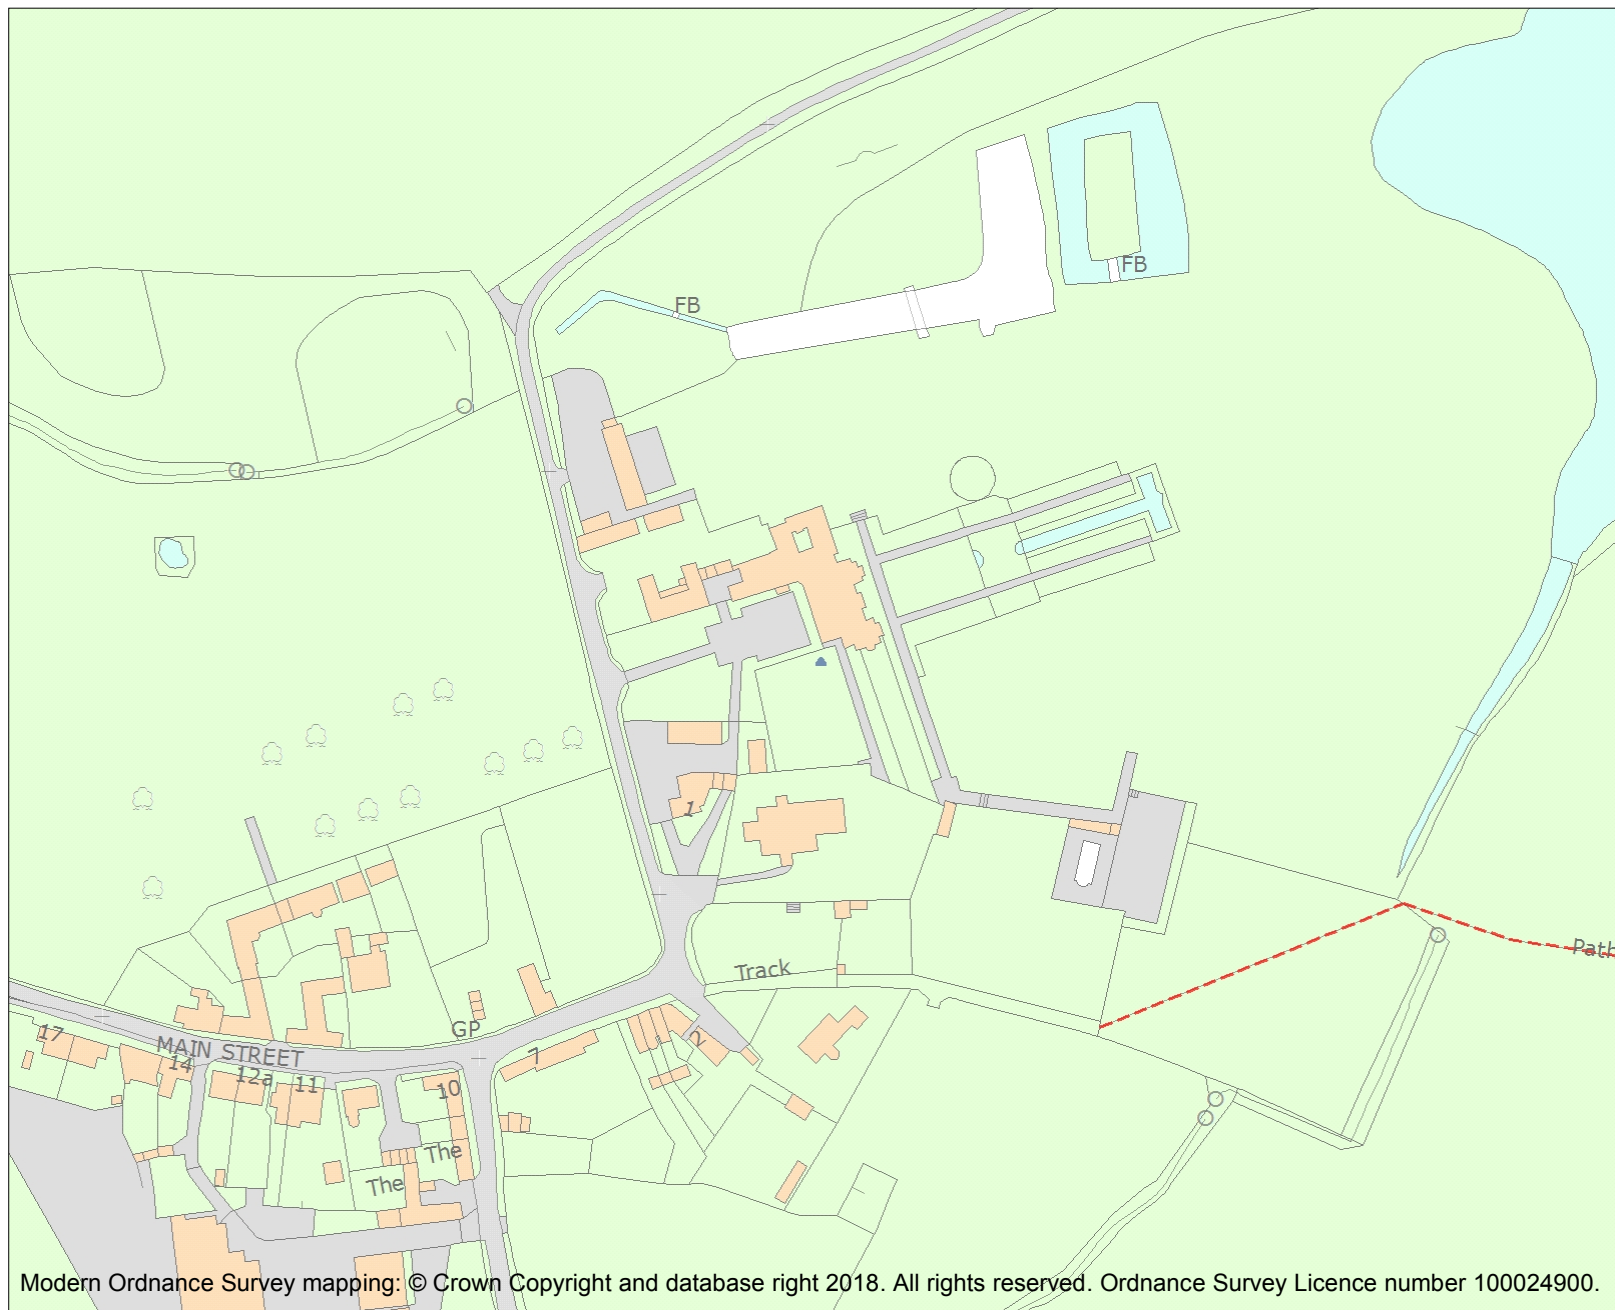 FB
FB
1
Track
Path
GP
17
MAIN STREET
2
7
14
12a
11
10
The
The
Modern Ordnance Survey mapping: © Crown Copyright and database right 2018. All rights reserved. Ordnance Survey Licence number 100024900.